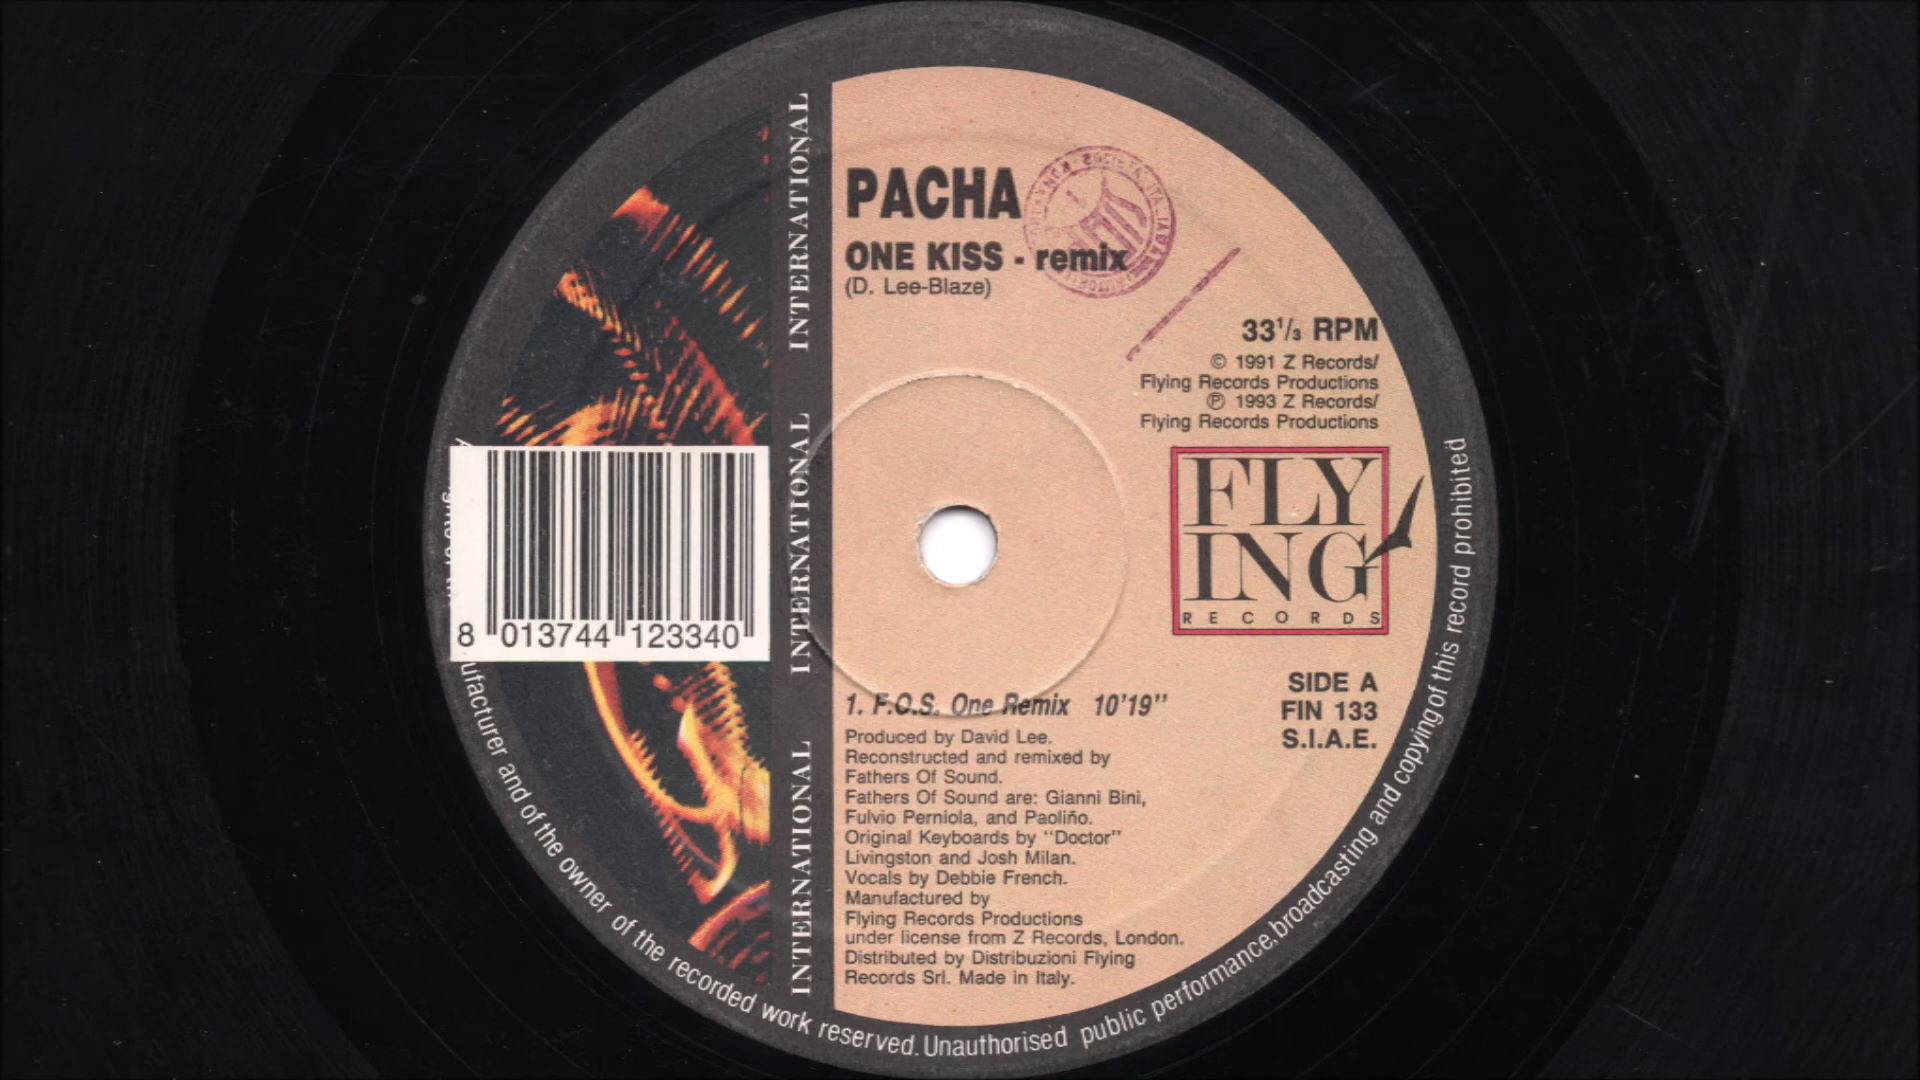 PACHA
ONE KISS - remix
(D. Lee-Blaze)
33⅓ RPM
© 1991 Z Records/
Flying Records Productions
℗ 1993 Z Records/
Flying Records Productions
FLY
ING
RECORDS
SIDE A
FIN 133
S.I.A.E.
1. F.O.S. One Remix 10'19"
Produced by David Lee.
Reconstructed and remixed by
Fathers Of Sound.
Fathers Of Sound are: Gianni Bini,
Fulvio Perniola, and Paoliño.
Original Keyboards by "Doctor"
Livingston and Josh Milan.
Vocals by Debbie French.
Manufactured by
Flying Records Productions
under license from Z Records, London.
Distributed by Distribuzioni Flying
Records Srl. Made in Italy.
INTERNATIONAL
INTERNATIONAL
INTERNATIONAL
8 013744 123340
and of the owner of the recorded work reserved. Unauthorised public performance, broadcasting and copying of this record prohibited